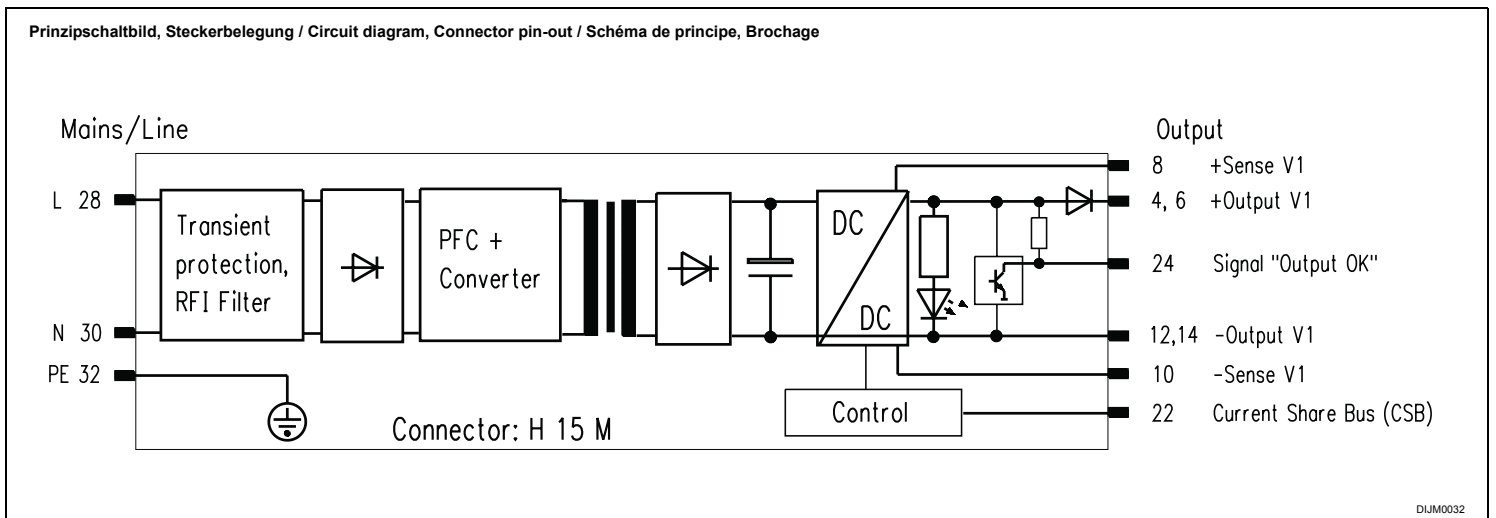 Prinzipschaltbild, Steckerbelegung / Circuit diagram, Connector pin-out / Schéma de principe, Brochage
Mains/Line
Output
8 +Sense V1
L 28
4, 6 +Output V1
Transient
protection,
RFI Filter
PFC +
Converter
DC
DC
24 Signal "Output OK"
N 30
12,14 -Output V1
PE 32
10 -Sense V1
Control
22 Current Share Bus (CSB)
Connector: H 15 M
DIJM0032